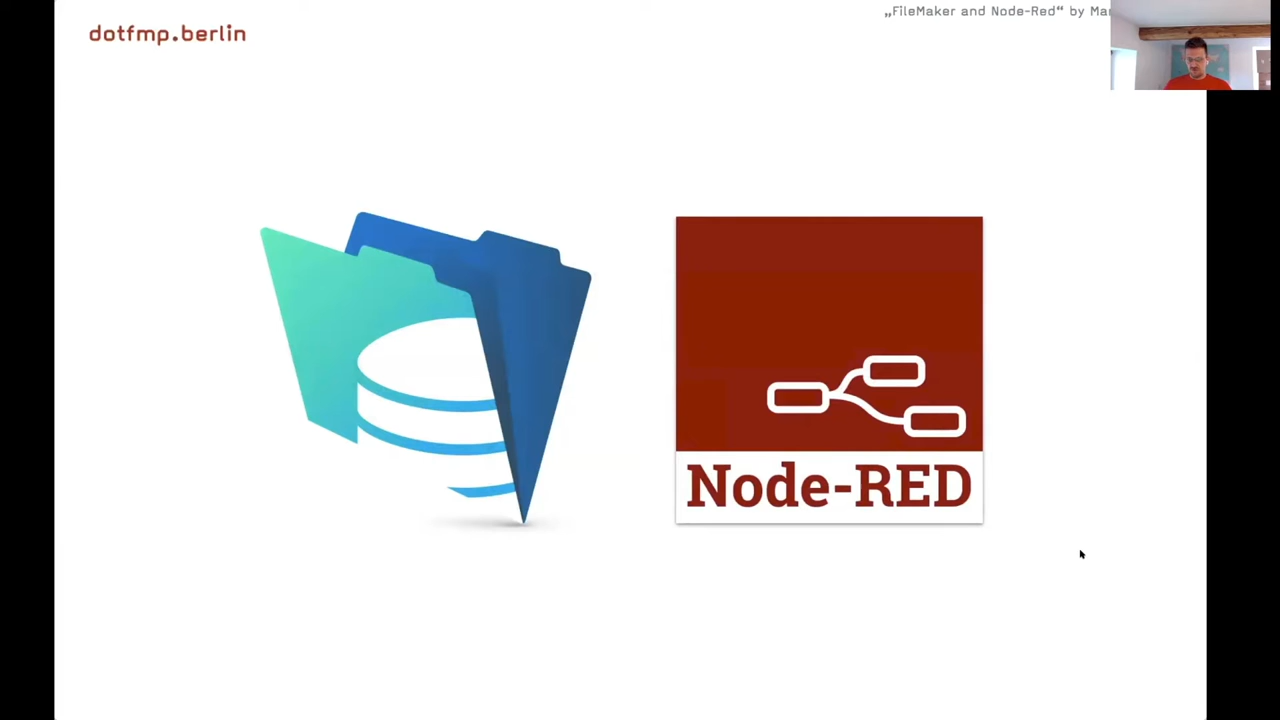 „FileMaker and Node-Red“ by
dotfmp.berlin
Node-RED